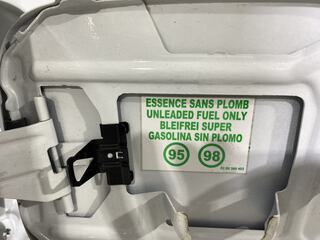 ESSENCE SANS PLOMB
UNLEADED FUEL ONLY
BLEIFREI SUPER
GASOLINA SIN PLOMO
95 98